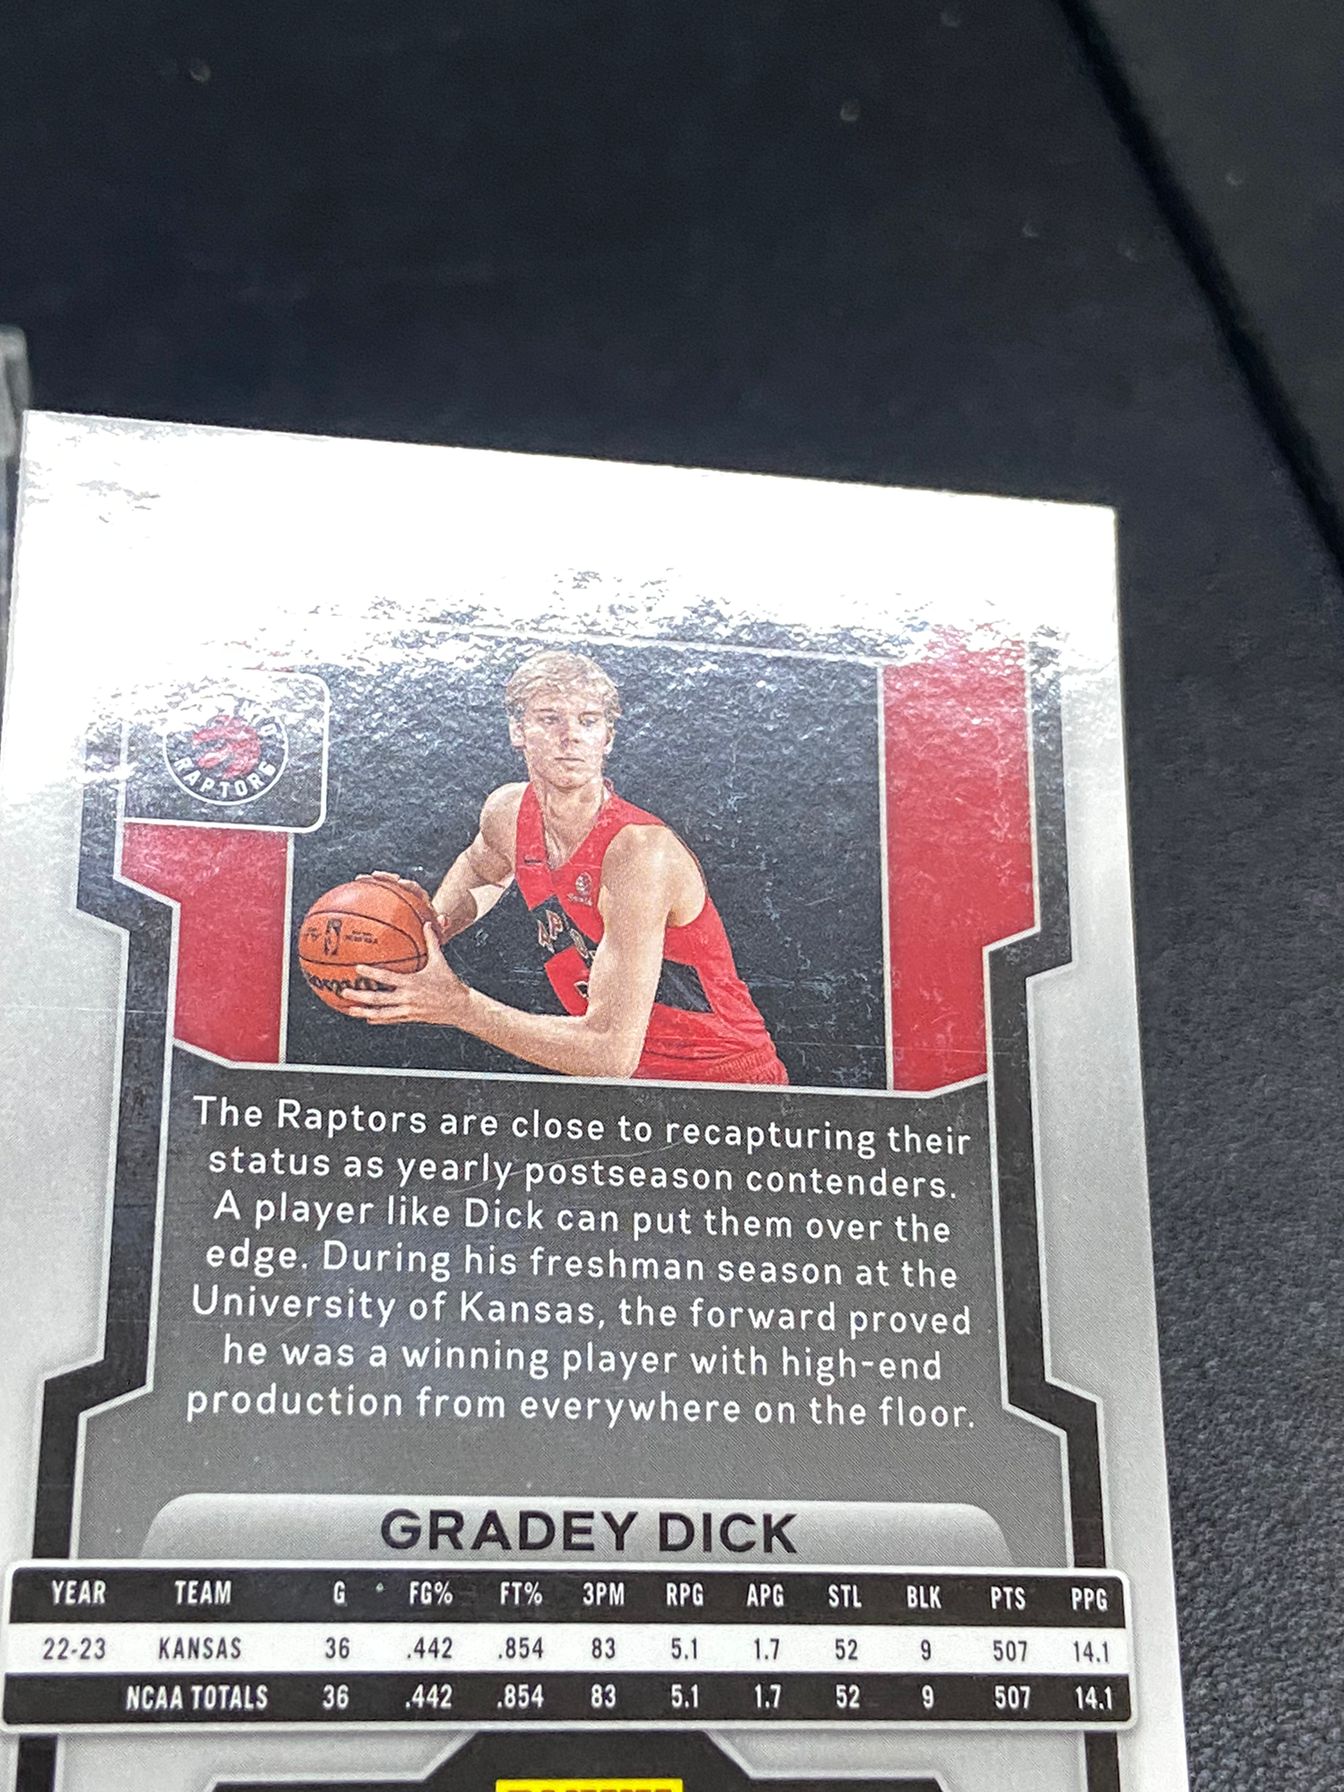 RAPTORS
The Raptors are close to recapturing their
status as yearly postseason contenders.
A player like Dick can put them over the
edge. During his freshman season at the
University of Kansas, the forward proved
he was a winning player with high-end
production from everywhere on the floor.
GRADEY DICK
YEAR TEAM G FG% FT% 3PM RPG APG STL BLK PTS PPG
22-23 KANSAS 36 .442 .854 83 5.1 1.7 52 9 507 14.1
NCAA TOTALS 36 .442 .854 83 5.1 1.7 52 9 507 14.1